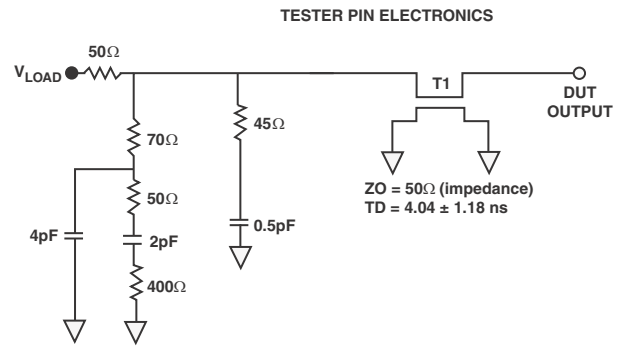 TESTER PIN ELECTRONICS
50Ω
VLOAD
T1
DUT
OUTPUT
45Ω
70Ω
ZO = 50Ω (impedance)
TD = 4.04 ± 1.18 ns
50Ω
0.5pF
4pF
2pF
400Ω